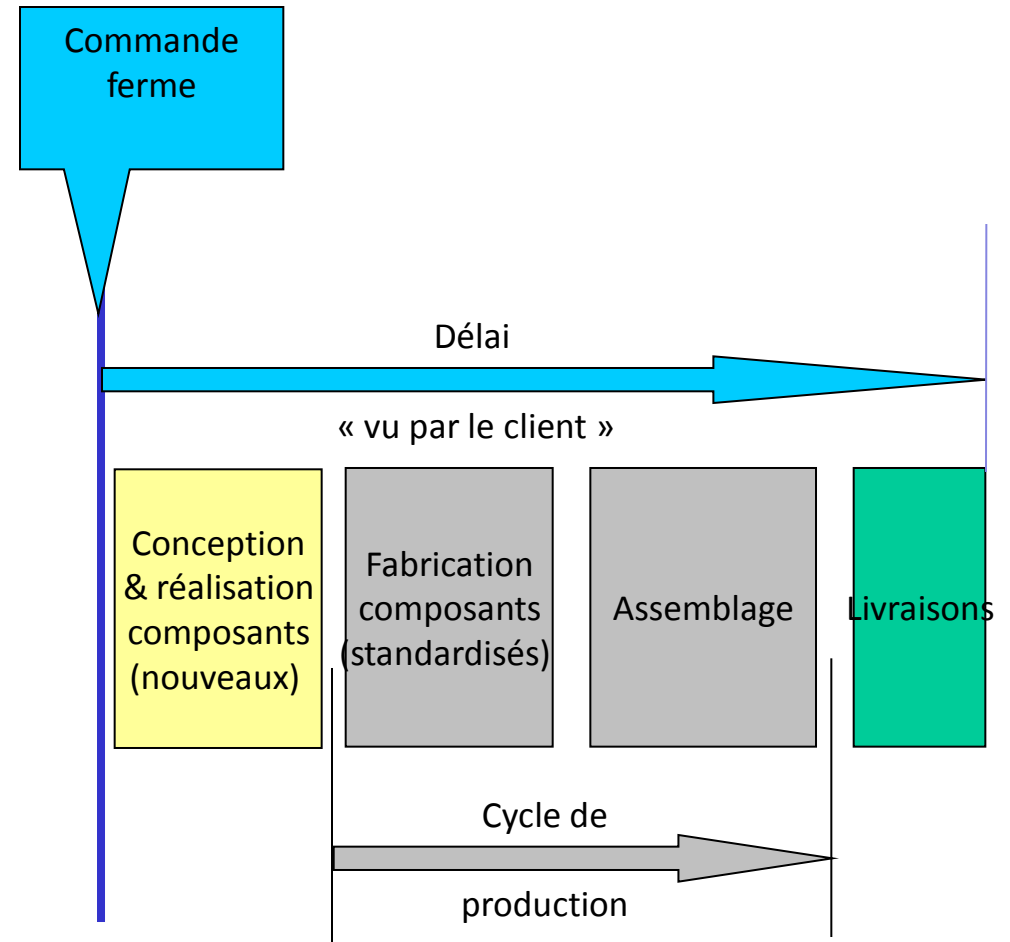 Commande
ferme
Délai
« vu par le client »
Conception
& réalisation
composants
(nouveaux)
Fabrication
composants
(standardisés)
Assemblage
Livraisons
Cycle de
production